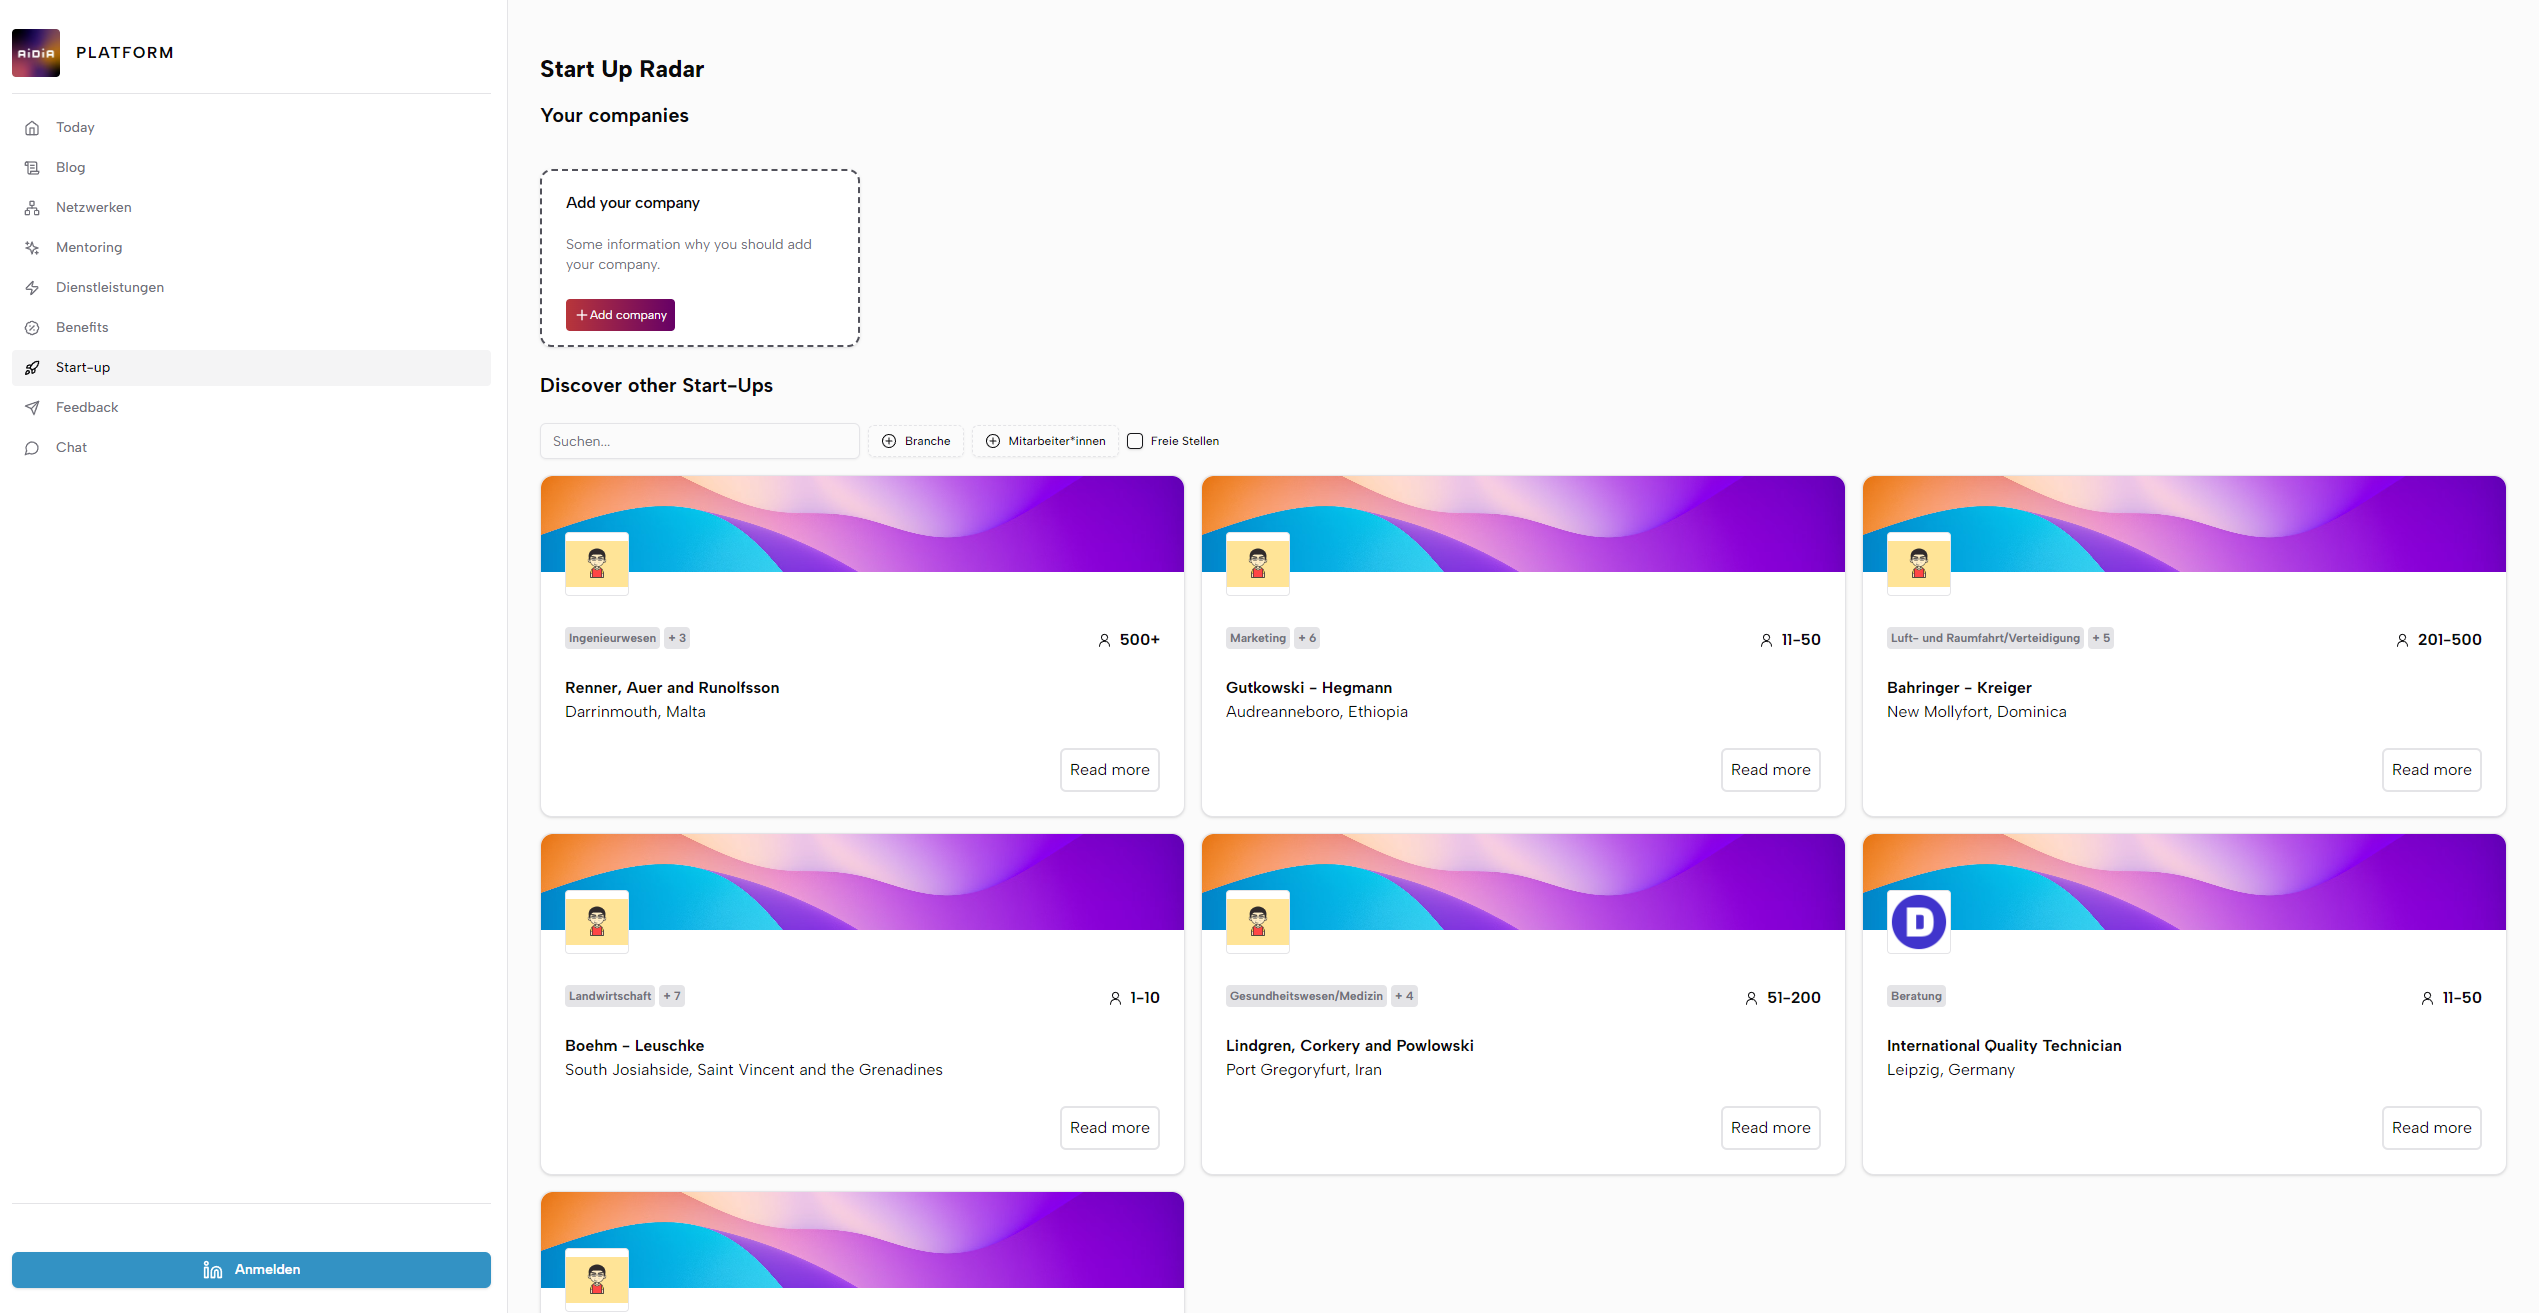 AiDiA
PLATFORM
Today
Blog
Netzwerken
Mentoring
Dienstleistungen
Benefits
Start-up
Feedback
Chat
in Anmelden
Start Up Radar
Your companies
Add your company
Some information why you should add
your company.
+ Add company
Discover other Start-Ups
Suchen... Branche Mitarbeiter*innen Freie Stellen
Ingenieurwesen + 3 500+
Renner, Auer and Runolfsson
Darrinmouth, Malta
Read more
Marketing + 6 11-50
Gutkowski - Hegmann
Audreanneboro, Ethiopia
Read more
Luft- und Raumfahrt/Verteidigung + 5 201-500
Bahringer - Kreiger
New Mollyfort, Dominica
Read more
Landwirtschaft + 7 1-10
Boehm - Leuschke
South Josiahside, Saint Vincent and the Grenadines
Read more
Gesundheitswesen/Medizin + 4 51-200
Lindgren, Corkery and Powlowski
Port Gregoryfurt, Iran
Read more
D
Beratung 11-50
International Quality Technician
Leipzig, Germany
Read more